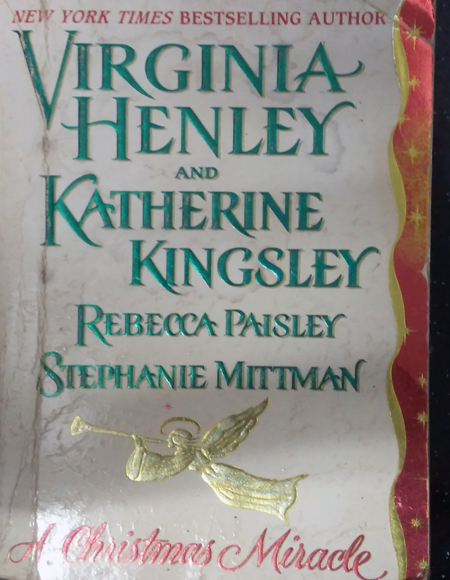 NEW YORK TIMES BESTSELLING AUTHOR
VIRGINIA
HENLEY
AND
KATHERINE
KINGSLEY
REBECCA PAISLEY
STEPHANIE MITTMAN
A Christmas Miracle